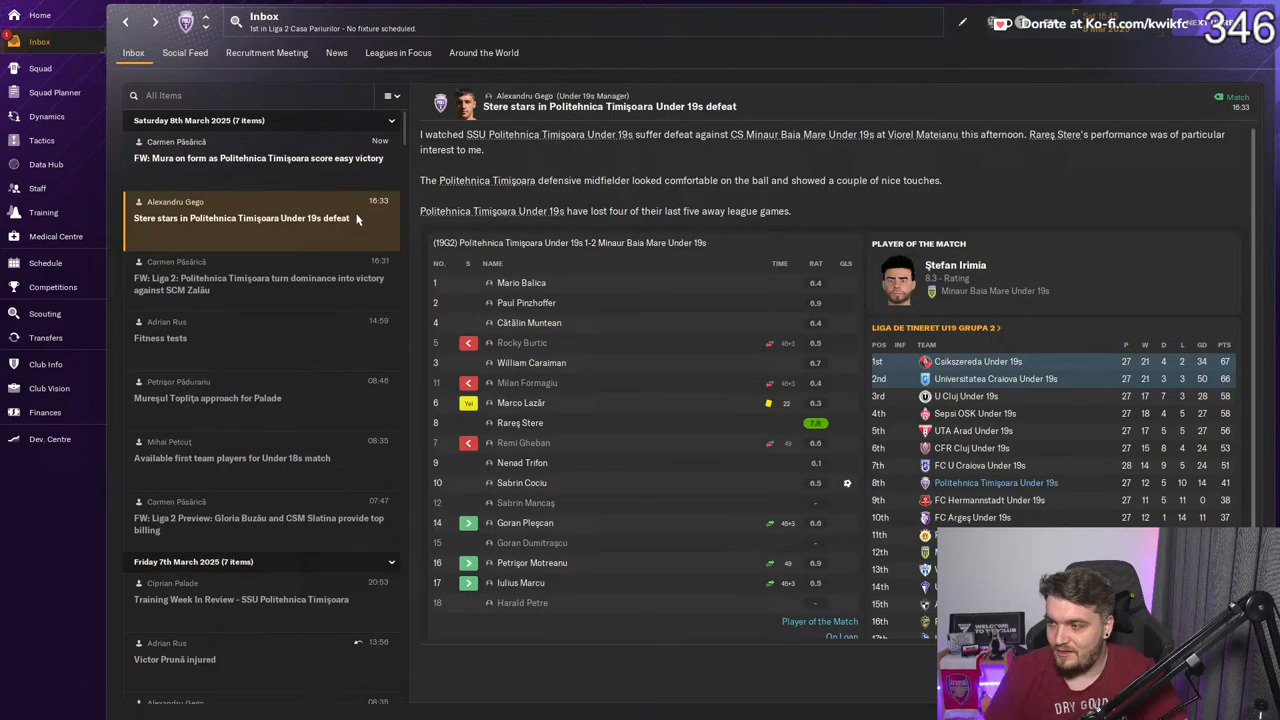 Home
Inbox
1
Squad
Squad Planner
Dynamics
Tactics
Data Hub
Staff
Training
Medical Centre
Schedule
Competitions
Scouting
Transfers
Club Info
Club Vision
Finances
Dev. Centre
Inbox
1st in Liga 2 Casa Pariurilor - No fixture scheduled.
Donate at Ko-fi.com/kwikfc
346
Inbox
Social Feed
Recruitment Meeting
News
Leagues in Focus
Around the World
All Items
Saturday 8th March 2025 (7 items)
Carmen Păsărică
Now
FW: Mura on form as Politehnica Timişoara score easy victory
Alexandru Gego
16:33
Stere stars in Politehnica Timişoara Under 19s defeat
Carmen Păsărică
16:31
FW: Liga 2: Politehnica Timişoara turn dominance into victory
against SCM Zalău
Adrian Rus
14:59
Fitness tests
Petrişor Pădurariu
08:46
Mureşul Topliţa approach for Palade
Mihai Petcuţ
08:35
Available first team players for Under 18s match
Carmen Păsărică
07:47
FW: Liga 2 Preview: Gloria Buzău and CSM Slatina provide top
billing
Friday 7th March 2025 (7 items)
Ciprian Palade
20:53
Training Week In Review - SSU Politehnica Timişoara
Adrian Rus
13:56
Victor Prună injured
Alexandru Gego
08:35
Alexandru Gego (Under 19s Manager)
Stere stars in Politehnica Timişoara Under 19s defeat
Match
16:33
I watched SSU Politehnica Timişoara Under 19s suffer defeat against CS Minaur Baia Mare Under 19s at Viorel Mateianu this afternoon. Rareş Stere's performance was of particular
interest to me.
The Politehnica Timişoara defensive midfielder looked comfortable on the ball and showed a couple of nice touches.
Politehnica Timişoara Under 19s have lost four of their last five away league games.
(19G2) Politehnica Timişoara Under 19s 1-2 Minaur Baia Mare Under 19s
NO. S NAME TIME RAT GLS
1 Mario Balica 6.4
2 Paul Pinzhoffer 6.9
4 Cătălin Muntean 6.4
5 Rocky Burtic 45+3 6.5
3 William Caraiman 6.7
11 Milan Formagiu 45+3 6.4
6 Yel Marco Lazăr 22 6.3
8 Rareş Stere 7.8
7 Remi Gheban 49 6.6
9 Nenad Trifon 6.1
10 Sabrin Cociu 6.5
12 Sabrin Mancaş -
14 Goran Pleşcan 45+3 6.6
15 Goran Dumitraşcu -
16 Petrişor Motreanu 49 6.9
17 Iulius Marcu 45+3 6.5
18 Harald Petre -
Player of the Match
On Loan
PLAYER OF THE MATCH
Ştefan Irimia
8.3 - Rating
Minaur Baia Mare Under 19s
LIGA DE TINERET U19 GRUPA 2 >
POS INF TEAM P W D L GD PTS
1st Csikszereda Under 19s 27 21 4 2 34 67
2nd Universitatea Craiova Under 19s 27 21 3 3 50 66
3rd U Cluj Under 19s 27 17 7 3 28 58
4th Sepsi OSK Under 19s 27 18 4 5 27 58
5th UTA Arad Under 19s 27 17 5 5 27 56
6th CFR Cluj Under 19s 27 15 8 4 24 53
7th FC U Craiova Under 19s 28 14 9 5 24 51
8th Politehnica Timişoara Under 19s 27 12 5 10 14 41
9th FC Hermannstadt Under 19s 27 11 5 11 0 38
10th FC Argeş Under 19s 27 12 1 14 11 37
11th
12th
13th
14th
15th
16th
17th
WELCOME
DRY GOLD